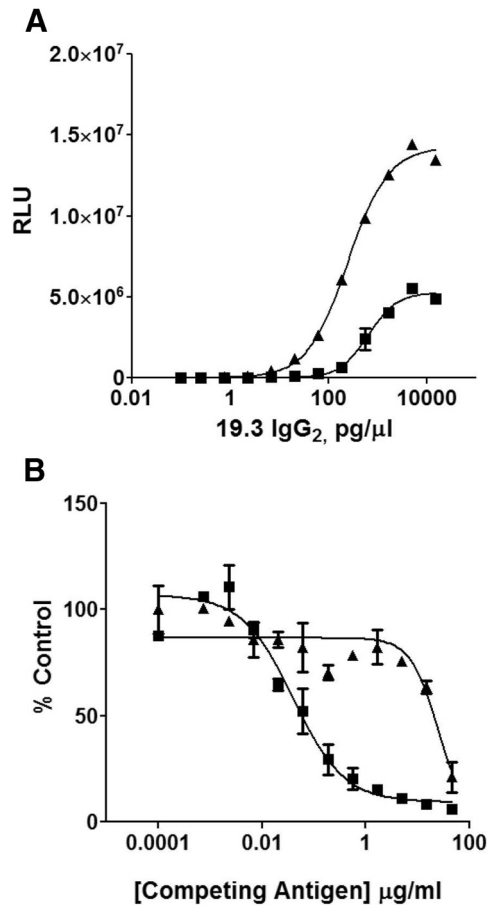 A
2.0×10⁷
1.5×10⁷
1.0×10⁷
5.0×10⁶
0
RLU
0.01
1
100
10000
19.3 IgG₂, pg/µl
B
150
100
50
0
% Control
0.0001
0.01
1
100
[Competing Antigen] µg/ml